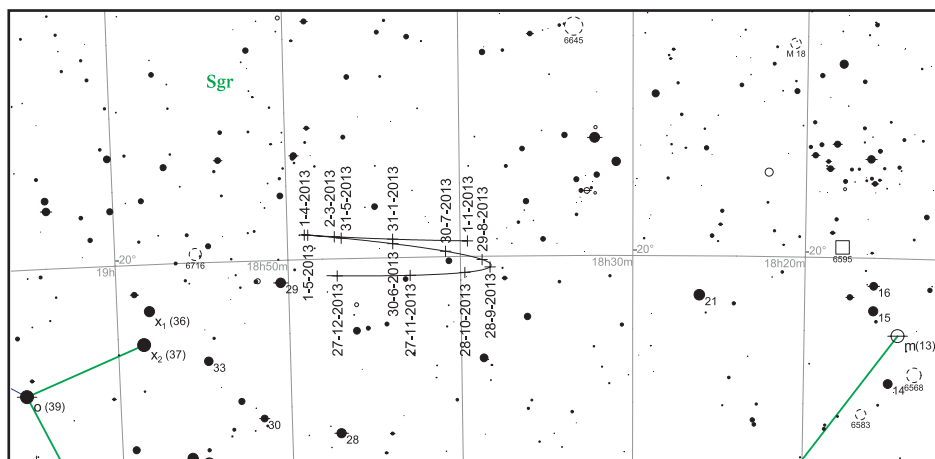 6645
M 18
Sgr
1-4-2013
2-3-2013
31-5-2013
31-1-2013
30-7-2013
1-1-2013
29-8-2013
6716
-20°
19h
18h50m
-20°
18h30m
-20°
18h20m
6595
1-5-2013
27-12-2013
30-6-2013
27-11-2013
28-10-2013
28-9-2013
29
21
16
15
x1 (36)
x2 (37)
33
m(13)
6568
14
o (39)
30
28
6583